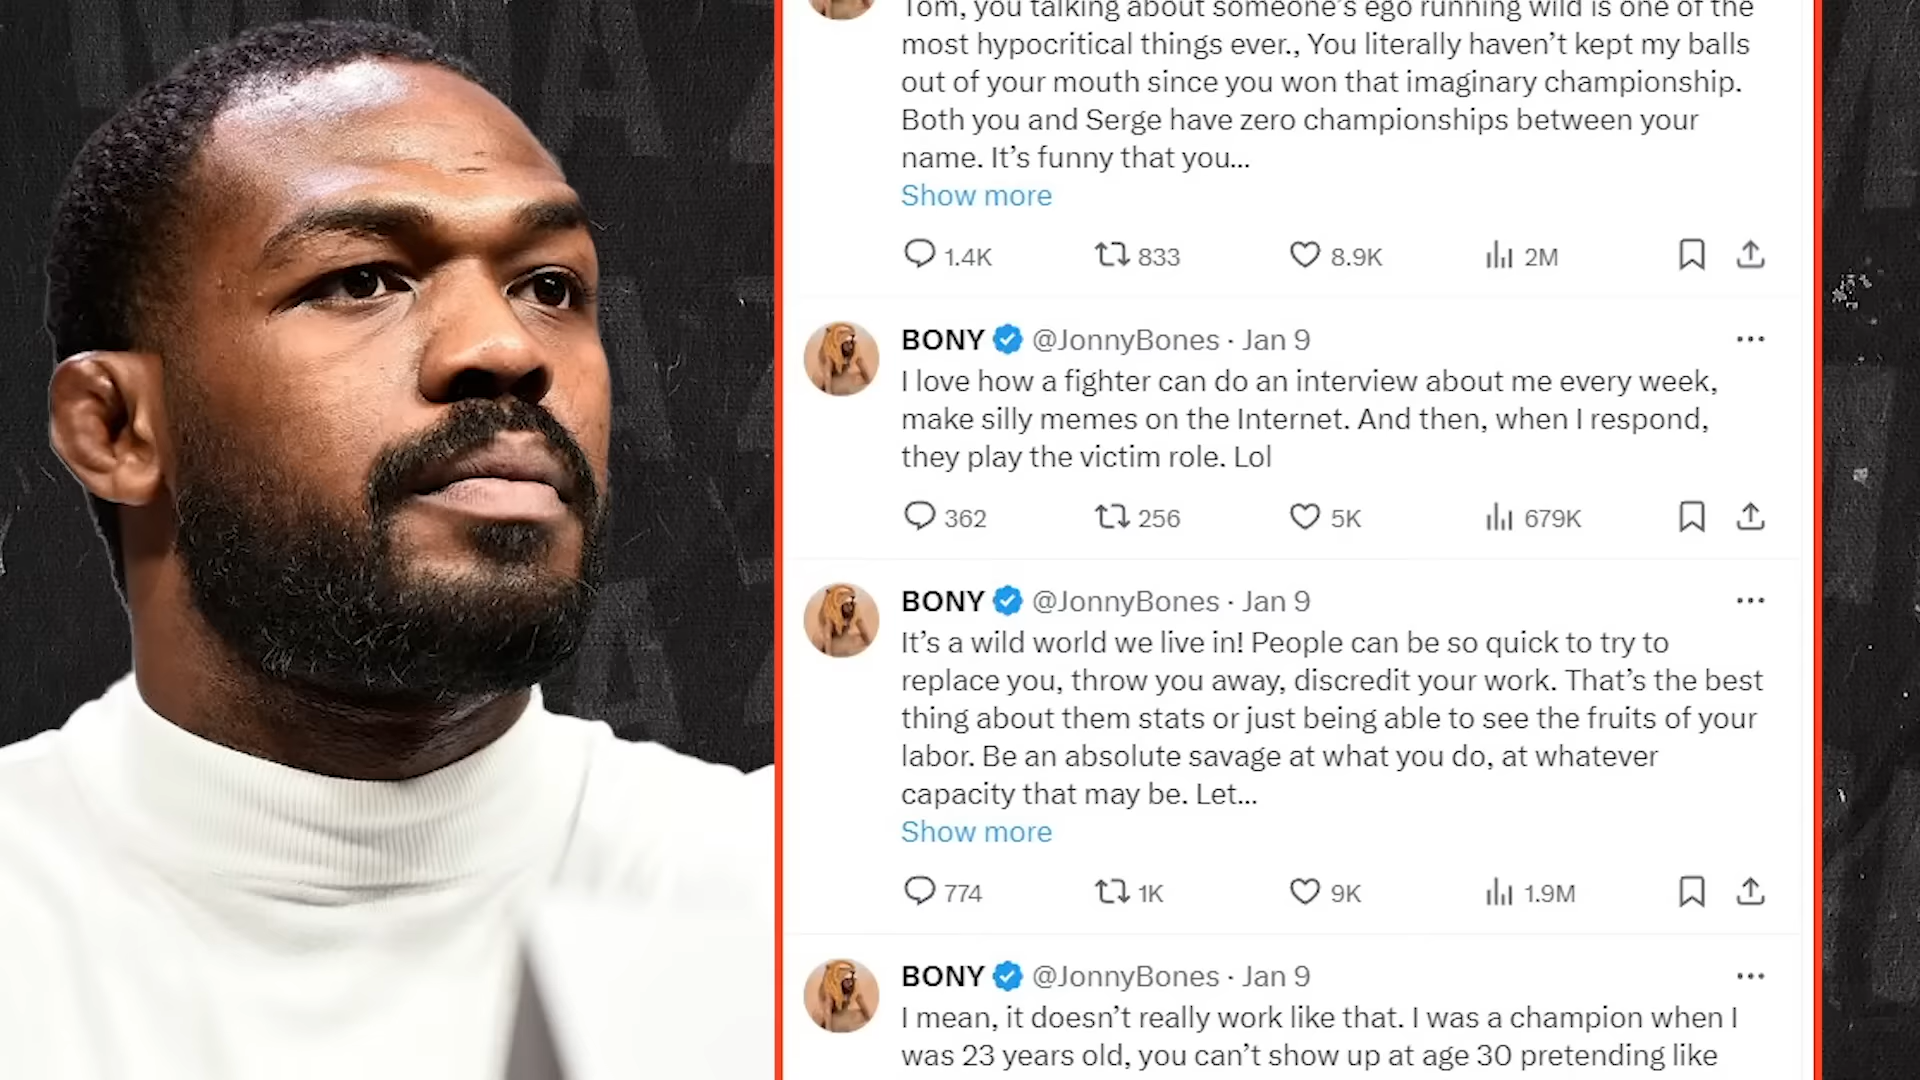 Tom, you talking about someone's ego running wild is one of the
most hypocritical things ever., You literally haven't kept my balls
out of your mouth since you won that imaginary championship.
Both you and Serge have zero championships between your
name. It's funny that you...
Show more
1.4K 833 8.9K 2M
BONY @JonnyBones · Jan 9
I love how a fighter can do an interview about me every week,
make silly memes on the Internet. And then, when I respond,
they play the victim role. Lol
362 256 5K 679K
BONY @JonnyBones · Jan 9
It's a wild world we live in! People can be so quick to try to
replace you, throw you away, discredit your work. That's the best
thing about them stats or just being able to see the fruits of your
labor. Be an absolute savage at what you do, at whatever
capacity that may be. Let...
Show more
774 1K 9K 1.9M
BONY @JonnyBones · Jan 9
I mean, it doesn't really work like that. I was a champion when I
was 23 years old, you can't show up at age 30 pretending like